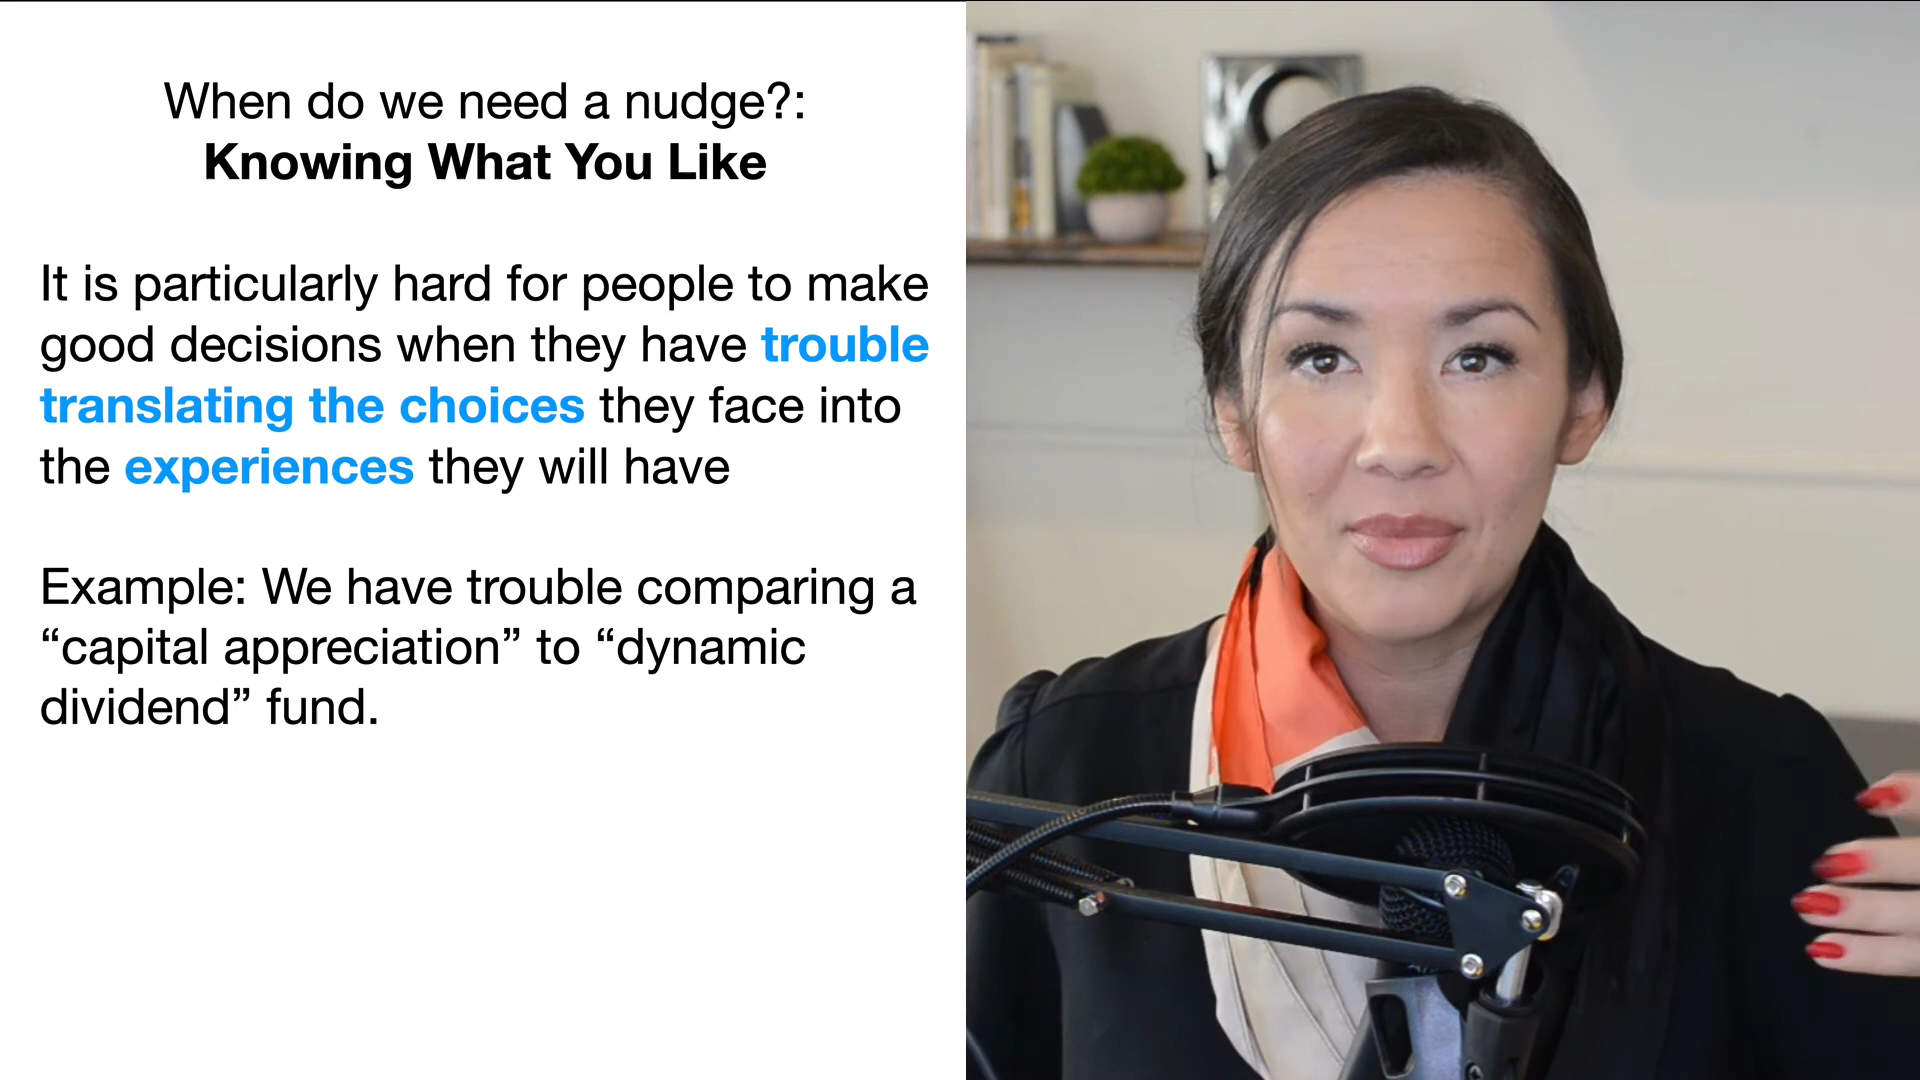 When do we need a nudge?:
Knowing What You Like
It is particularly hard for people to make
good decisions when they have trouble
translating the choices they face into
the experiences they will have
Example: We have trouble comparing a
“capital appreciation” to “dynamic
dividend” fund.